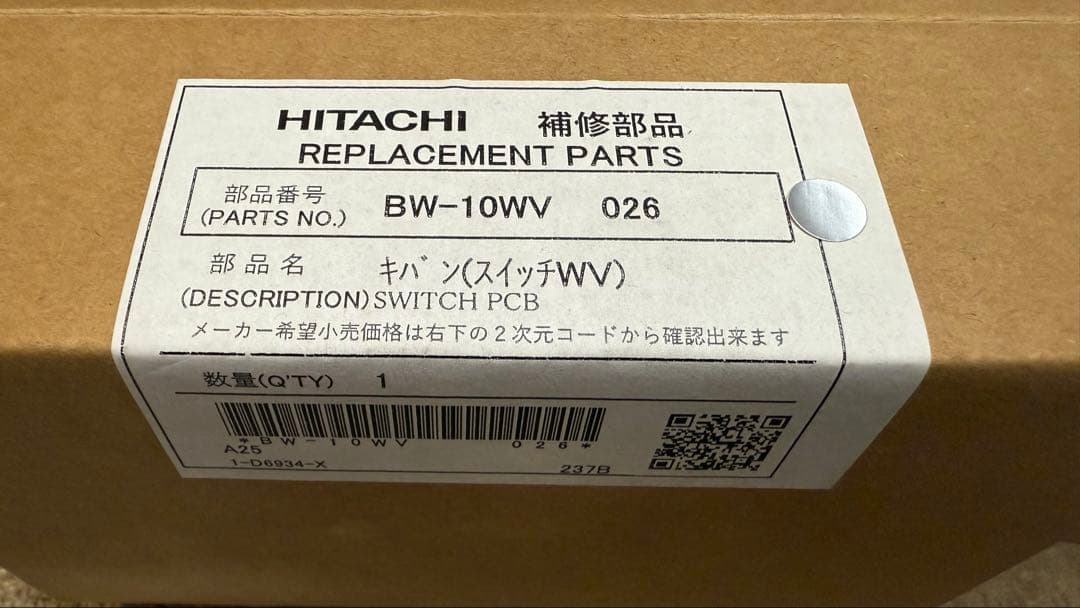 HITACHI 補修部品
REPLACEMENT PARTS
部品番号
(PARTS NO.) BW-10WV 026
部品名 キバン(スイッチWV)
(DESCRIPTION) SWITCH PCB
メーカー希望小売価格は右下の2次元コードから確認出来ます
数量(Q'TY) 1
*BW-10WV 026*
A25
1-D6934-X 237B